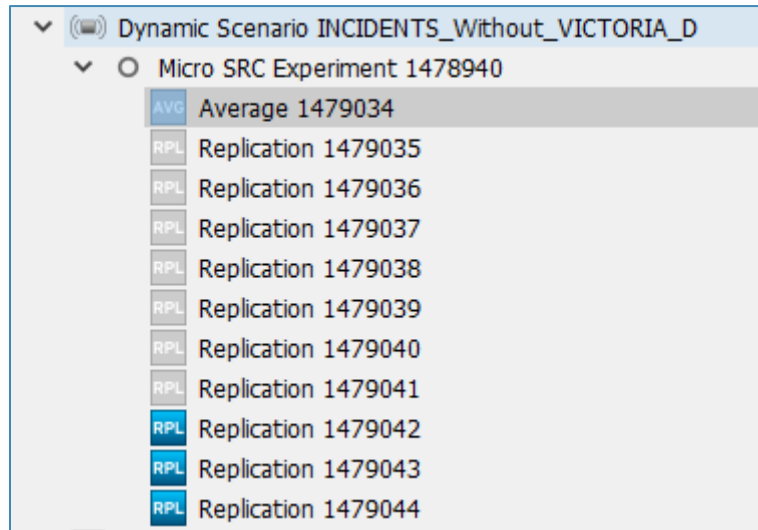 Dynamic Scenario INCIDENTS_Without_VICTORIA_D
Micro SRC Experiment 1478940
AVG Average 1479034
RPL Replication 1479035
RPL Replication 1479036
RPL Replication 1479037
RPL Replication 1479038
RPL Replication 1479039
RPL Replication 1479040
RPL Replication 1479041
RPL Replication 1479042
RPL Replication 1479043
RPL Replication 1479044